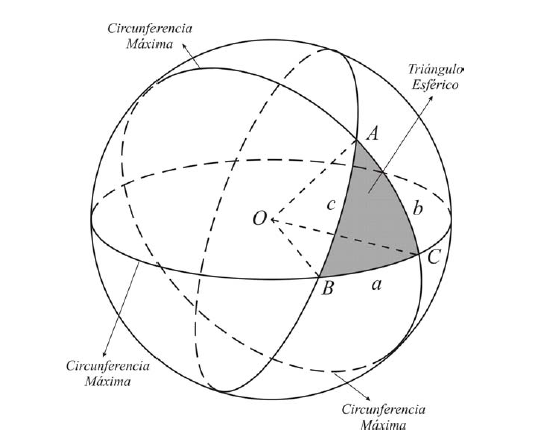 Circunferencia
Máxima
Triángulo
Esférico
A
c
b
O
C
B
a
Circunferencia
Máxima
Circunferencia
Máxima